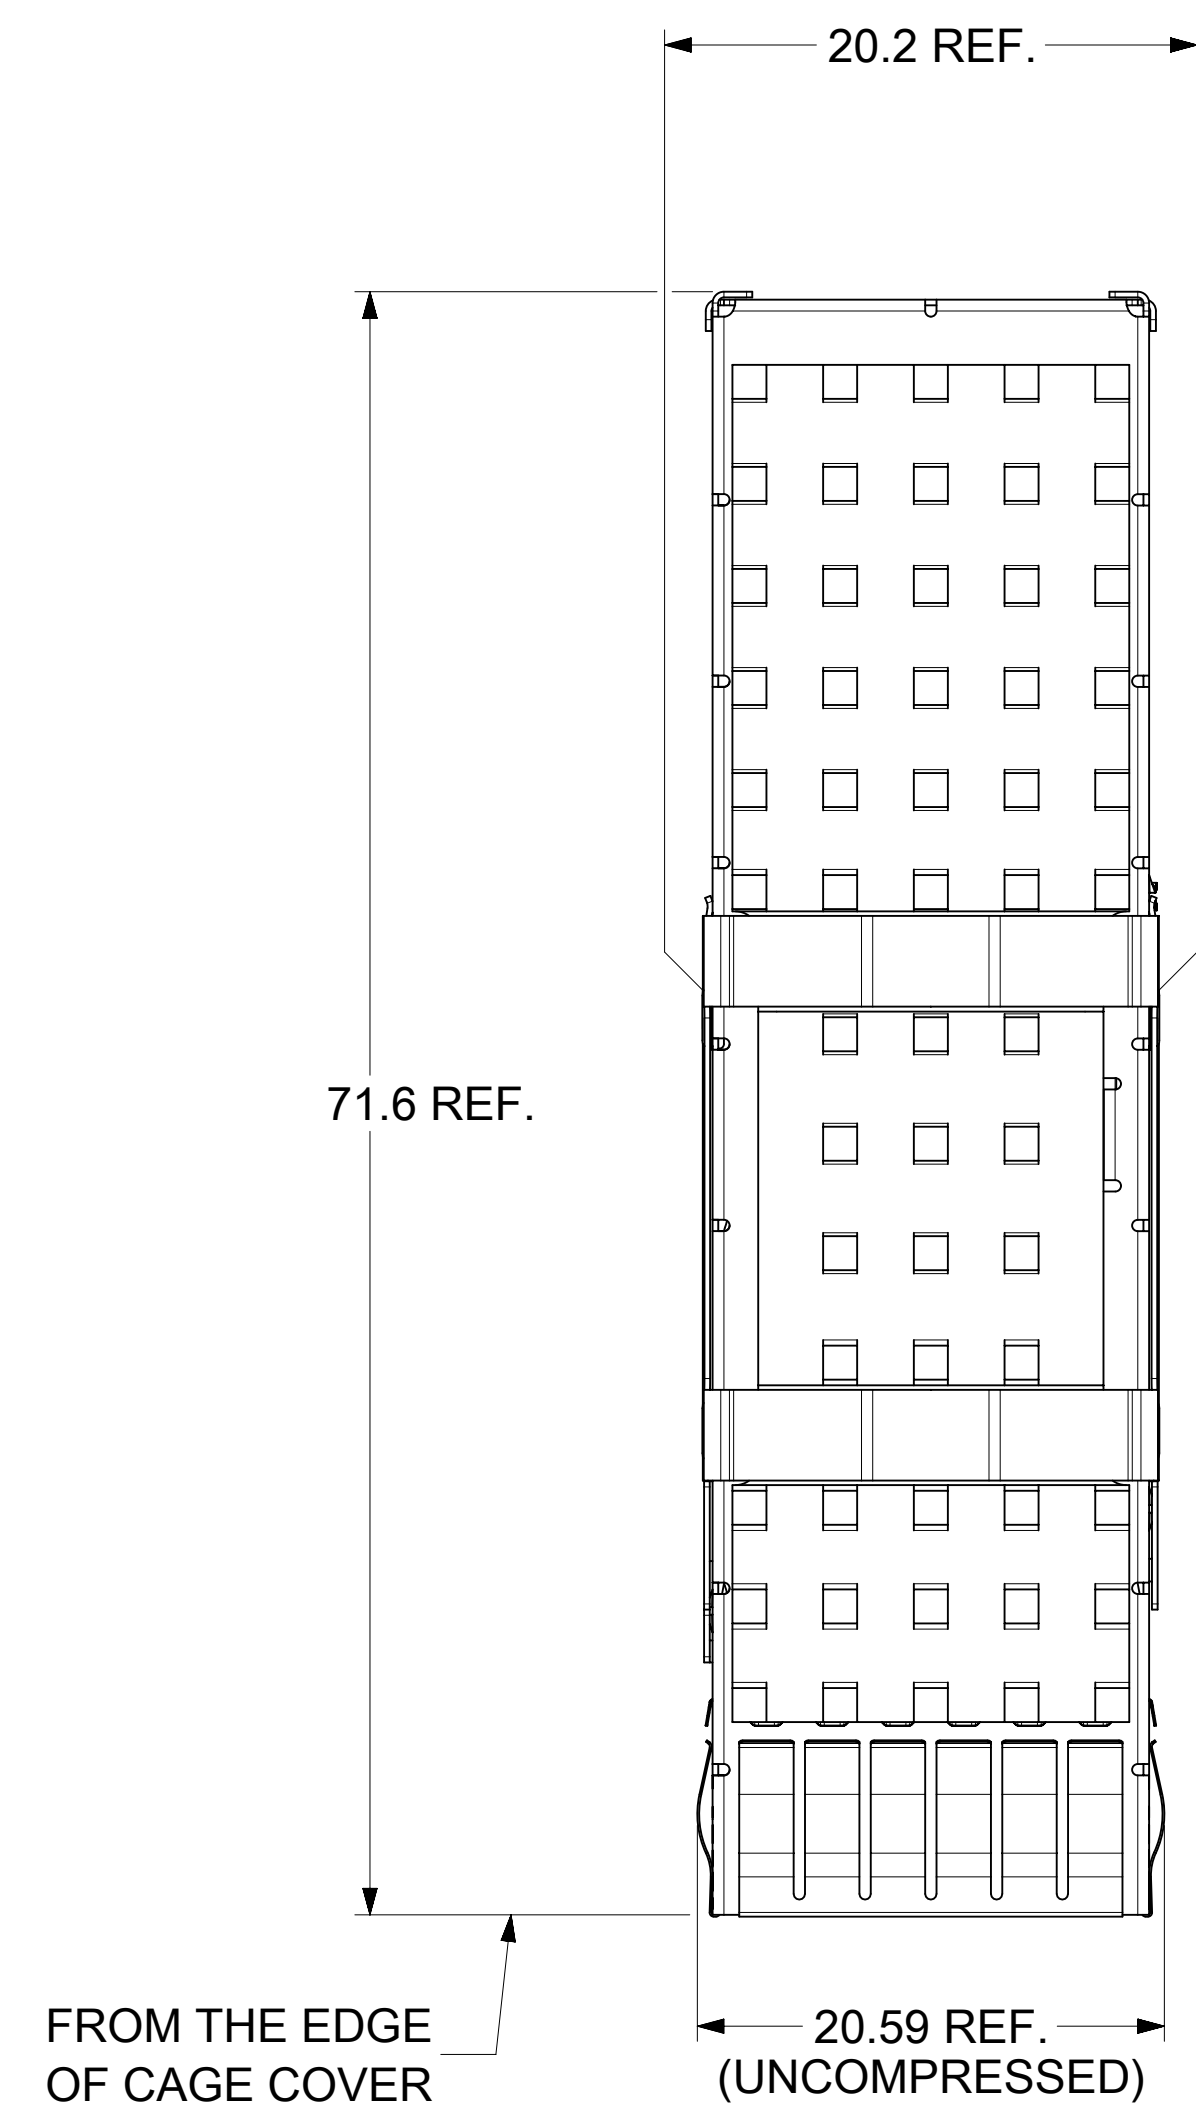 20.2 REF.
71.6 REF.
FROM THE EDGE
OF CAGE COVER
20.59 REF.
(UNCOMPRESSED)